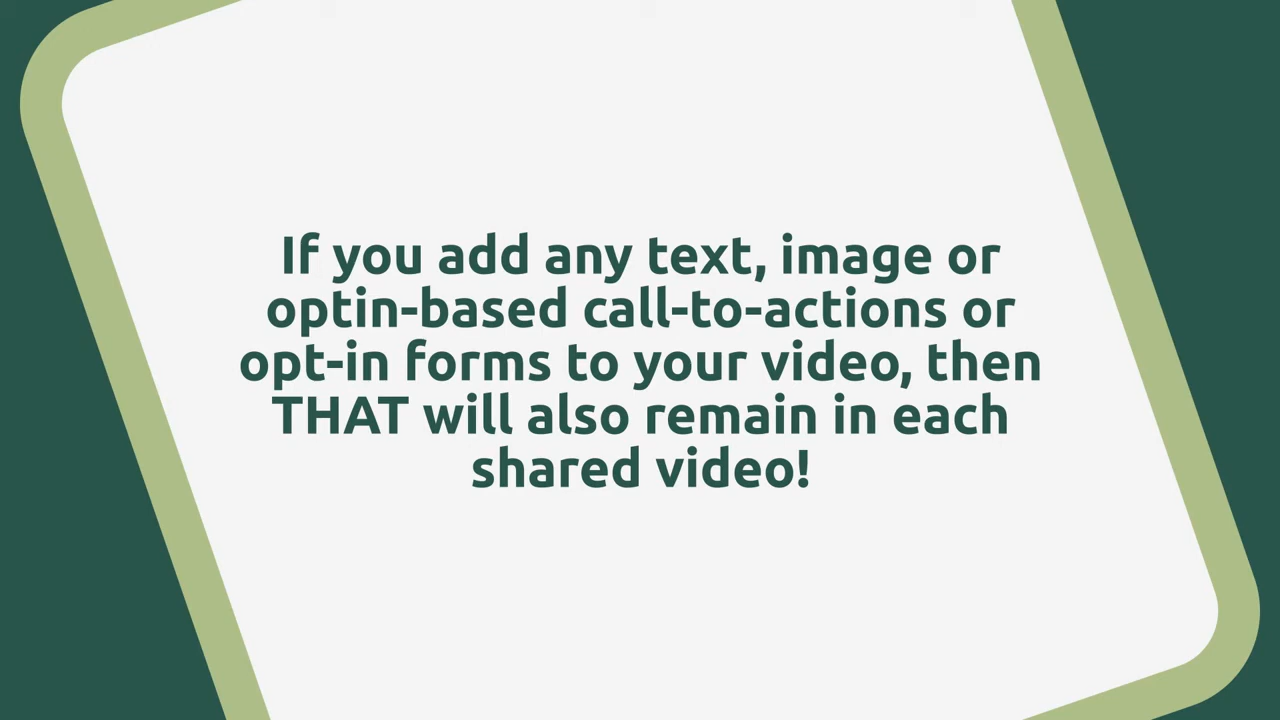 If you add any text, image or
optin-based call-to-actions or
opt-in forms to your video, then
THAT will also remain in each
shared video!